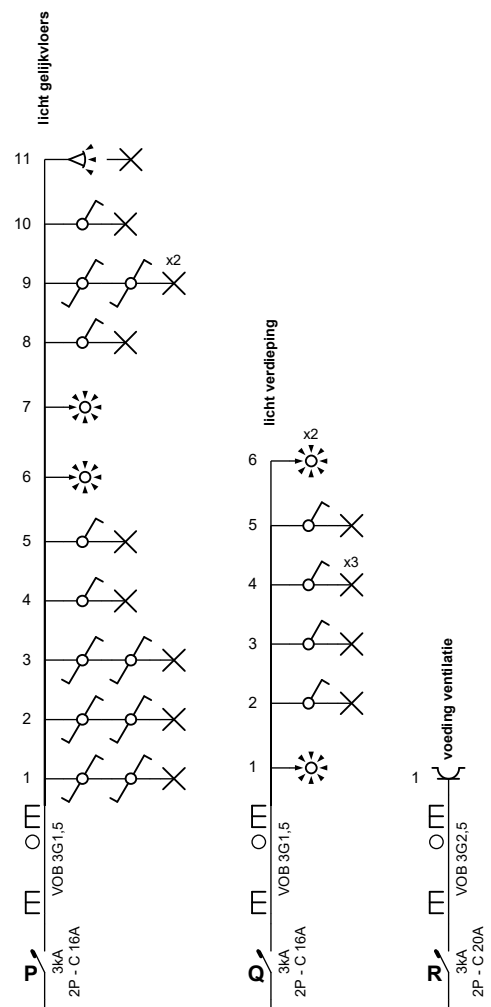 licht gelijkvloers
11
10
x2
9
8
7
6
5
4
3
2
1
VOB 3G1,5
P
3kA
2P - C 16A
licht verdieping
x2
6
5
x3
4
3
2
1
VOB 3G1,5
Q
3kA
2P - C 16A
voeding ventilatie
1
VOB 3G2,5
R
3kA
2P - C 20A